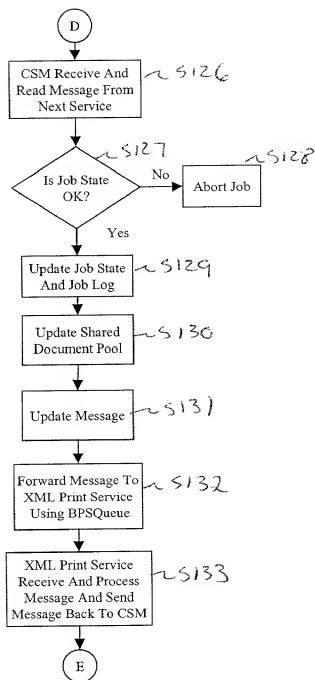 D
CSM Receive And
Read Message From
Next Service
S126
S127
Is Job State
OK?
No
S128
Abort Job
Yes
Update Job State
And Job Log
S129
Update Shared
Document Pool
S130
Update Message
S131
Forward Message To
XML Print Service
Using BPSQueue
S132
XML Print Service
Receive And Process
Message And Send
Message Back To CSM
S133
E